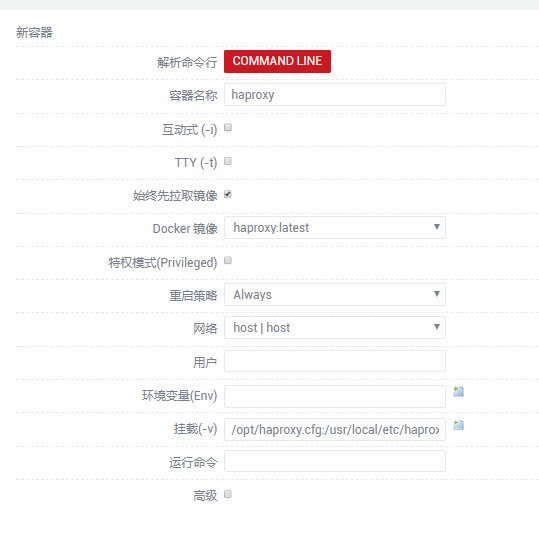 新容器
解析命令行 COMMAND LINE
容器名称 haproxy
互动式 (-i)
TTY (-t)
始终先拉取镜像
Docker 镜像 haproxy:latest
特权模式(Privileged)
重启策略 Always
网络 host | host
用户
环境变量(Env)
挂载(-v) /opt/haproxy.cfg:/usr/local/etc/haprox
运行命令
高级